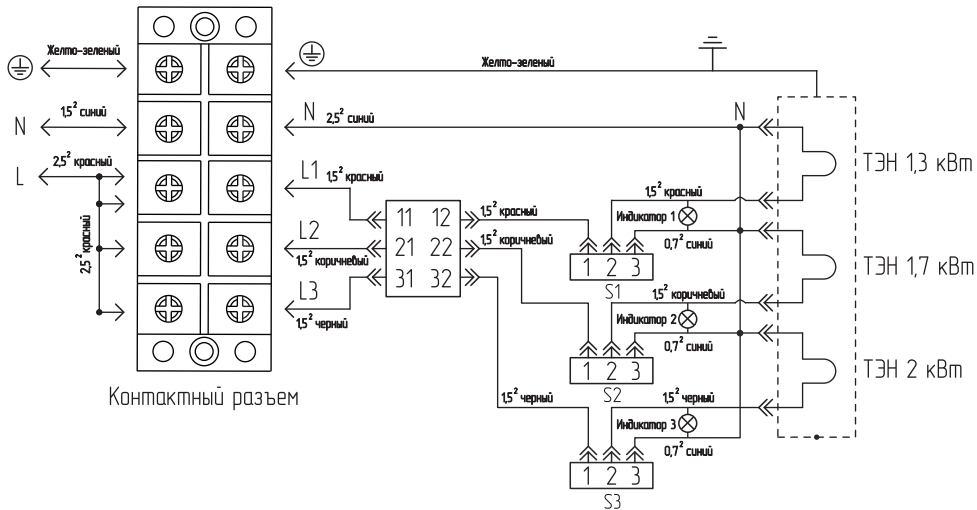 Желто-зеленый
Желто-зеленый
N
1,5² синий
N
2,5² синий
N
ТЭН 1,3 кВт
L
2,5² красный
L1
1,5² красный
2,5² красный
1,5² красный
1,5² красный
Индикатор 1
0,7² синий
11 12
21 22
31 32
L2
1,5² коричневый
1,5² коричневый
1 2 3
S1
ТЭН 1,7 кВт
L3
1,5² черный
1,5² коричневый
Индикатор 2
0,7² синий
1 2 3
S2
ТЭН 2 кВт
Контактный разъем
1,5² черный
1,5² черный
Индикатор 3
0,7² синий
1 2 3
S3